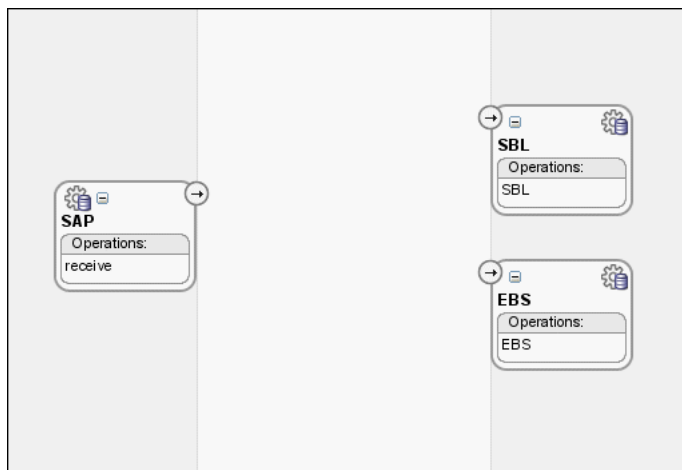 SAP
Operations:
receive
SBL
Operations:
SBL
EBS
Operations:
EBS